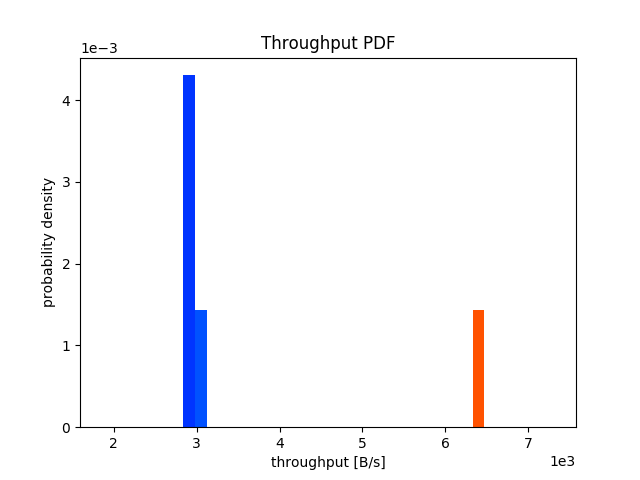 Throughput PDF
1e−3
4
3
2
1
0
probability density
2 3 4 5 6 7
throughput [B/s]
1e3